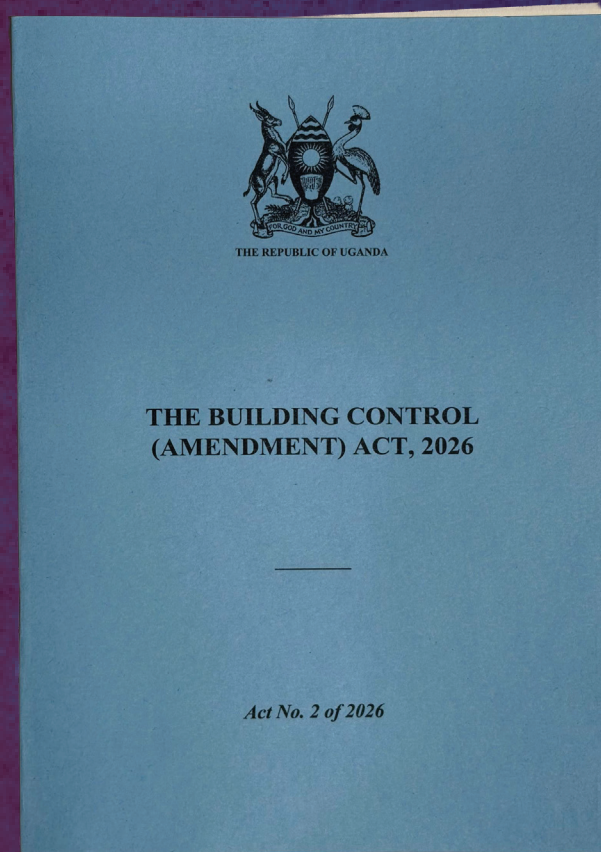 FOR GOD AND MY COUNTRY
THE REPUBLIC OF UGANDA
THE BUILDING CONTROL
(AMENDMENT) ACT, 2026
Act No. 2 of 2026